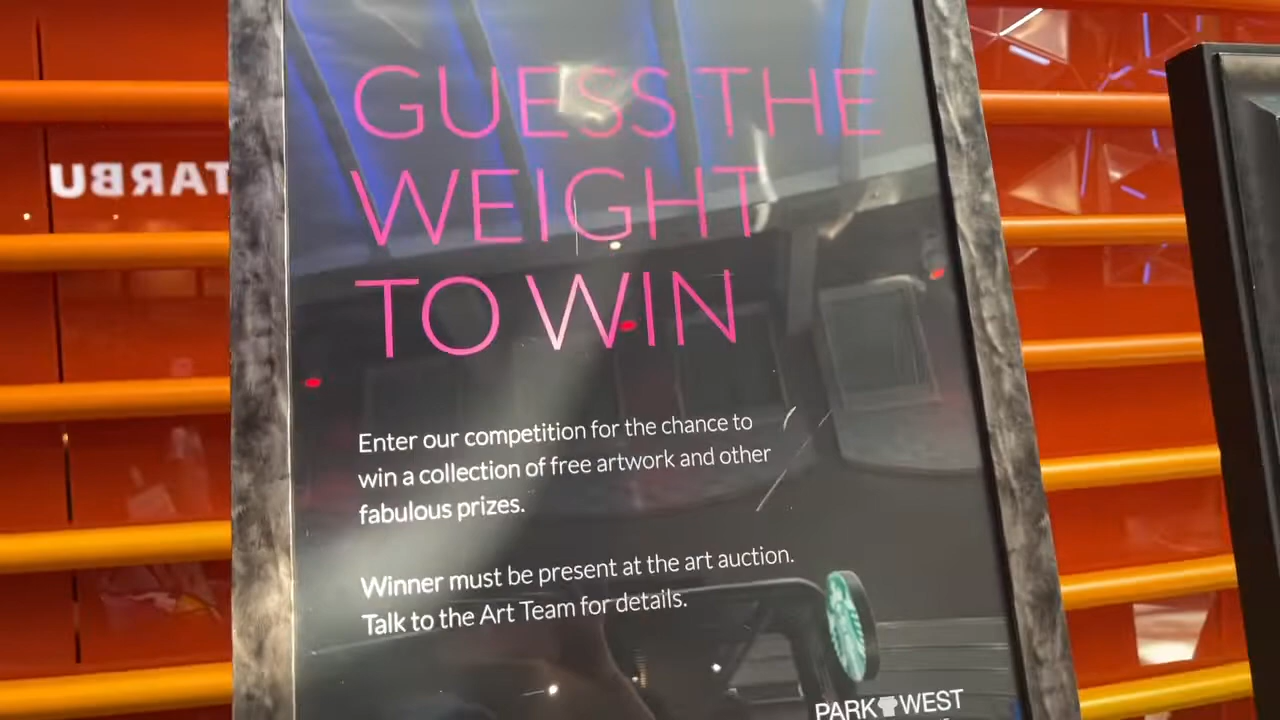 GUESS THE
WEIGHT
TO WIN
Enter our competition for the chance to
win a collection of free artwork and other
fabulous prizes.
Winner must be present at the art auction.
Talk to the Art Team for details.
PARK WEST
TARBU